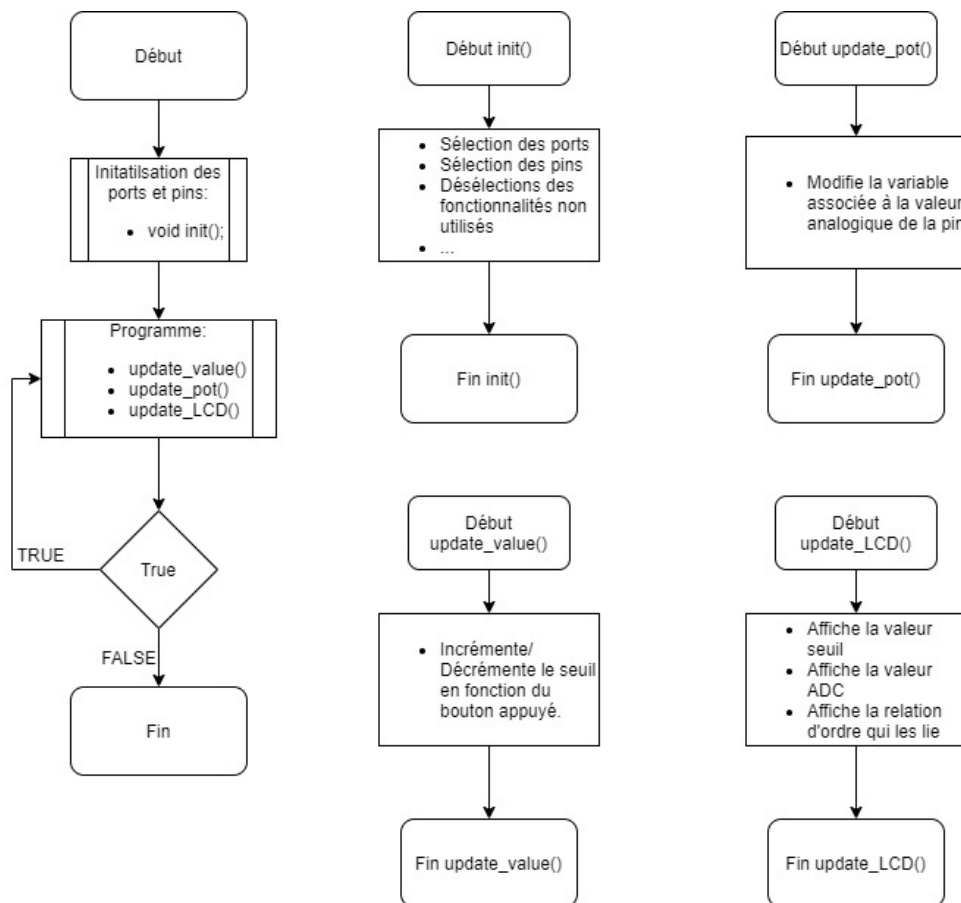 Début
Initatilsation des
ports et pins:
• void init();
Programme:
• update_value()
• update_pot()
• update_LCD()
True
TRUE
FALSE
Fin
Début init()
• Sélection des ports
• Sélection des pins
• Désélections des
fonctionnalités non
utilisés
• ...
Fin init()
Début update_pot()
• Modifie la variable
associée à la valeur
analogique de la pin
Fin update_pot()
Début
update_value()
• Incrémente/
Décrémente le seuil
en fonction du
bouton appuyé.
Fin update_value()
Début
update_LCD()
• Affiche la valeur
seuil
• Affiche la valeur
ADC
• Affiche la relation
d'ordre qui les lie
Fin update_LCD()